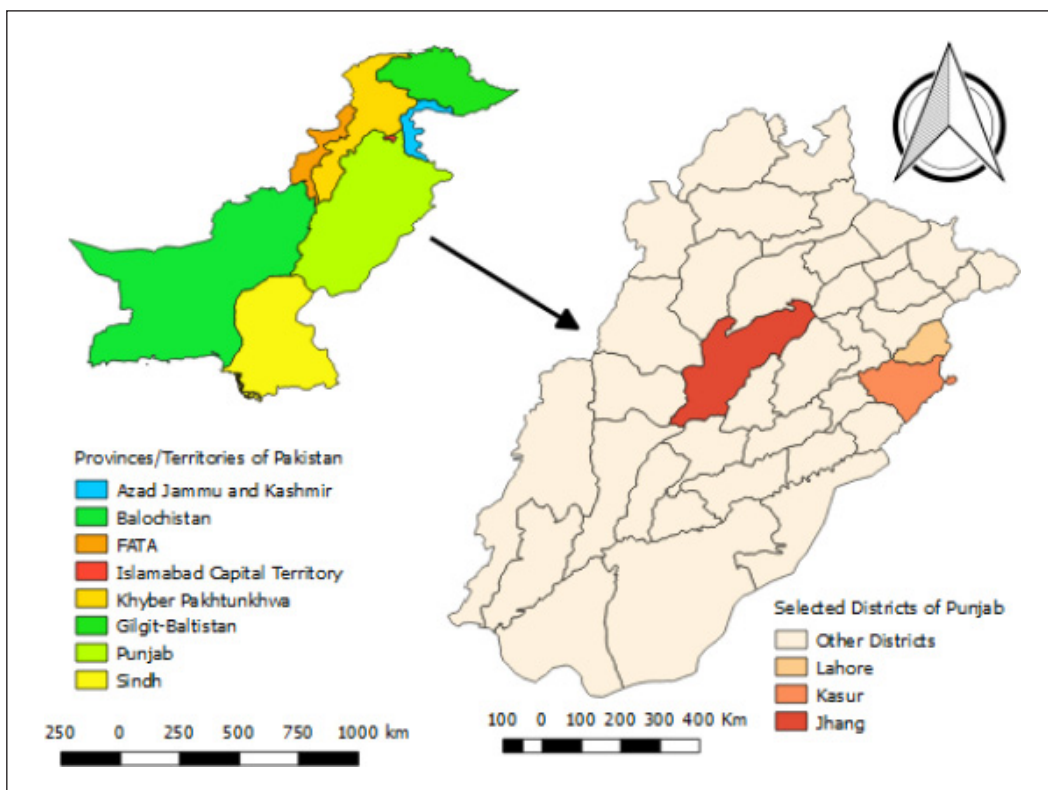 Provinces/Territories of Pakistan
Azad Jammu and Kashmir
Balochistan
FATA
Islamabad Capital Territory
Khyber Pakhtunkhwa
Gilgit-Baltistan
Punjab
Sindh
250 0 250 500 750 1000 km
Selected Districts of Punjab
Other Districts
Lahore
Kasur
Jhang
100 0 100 200 300 400 Km